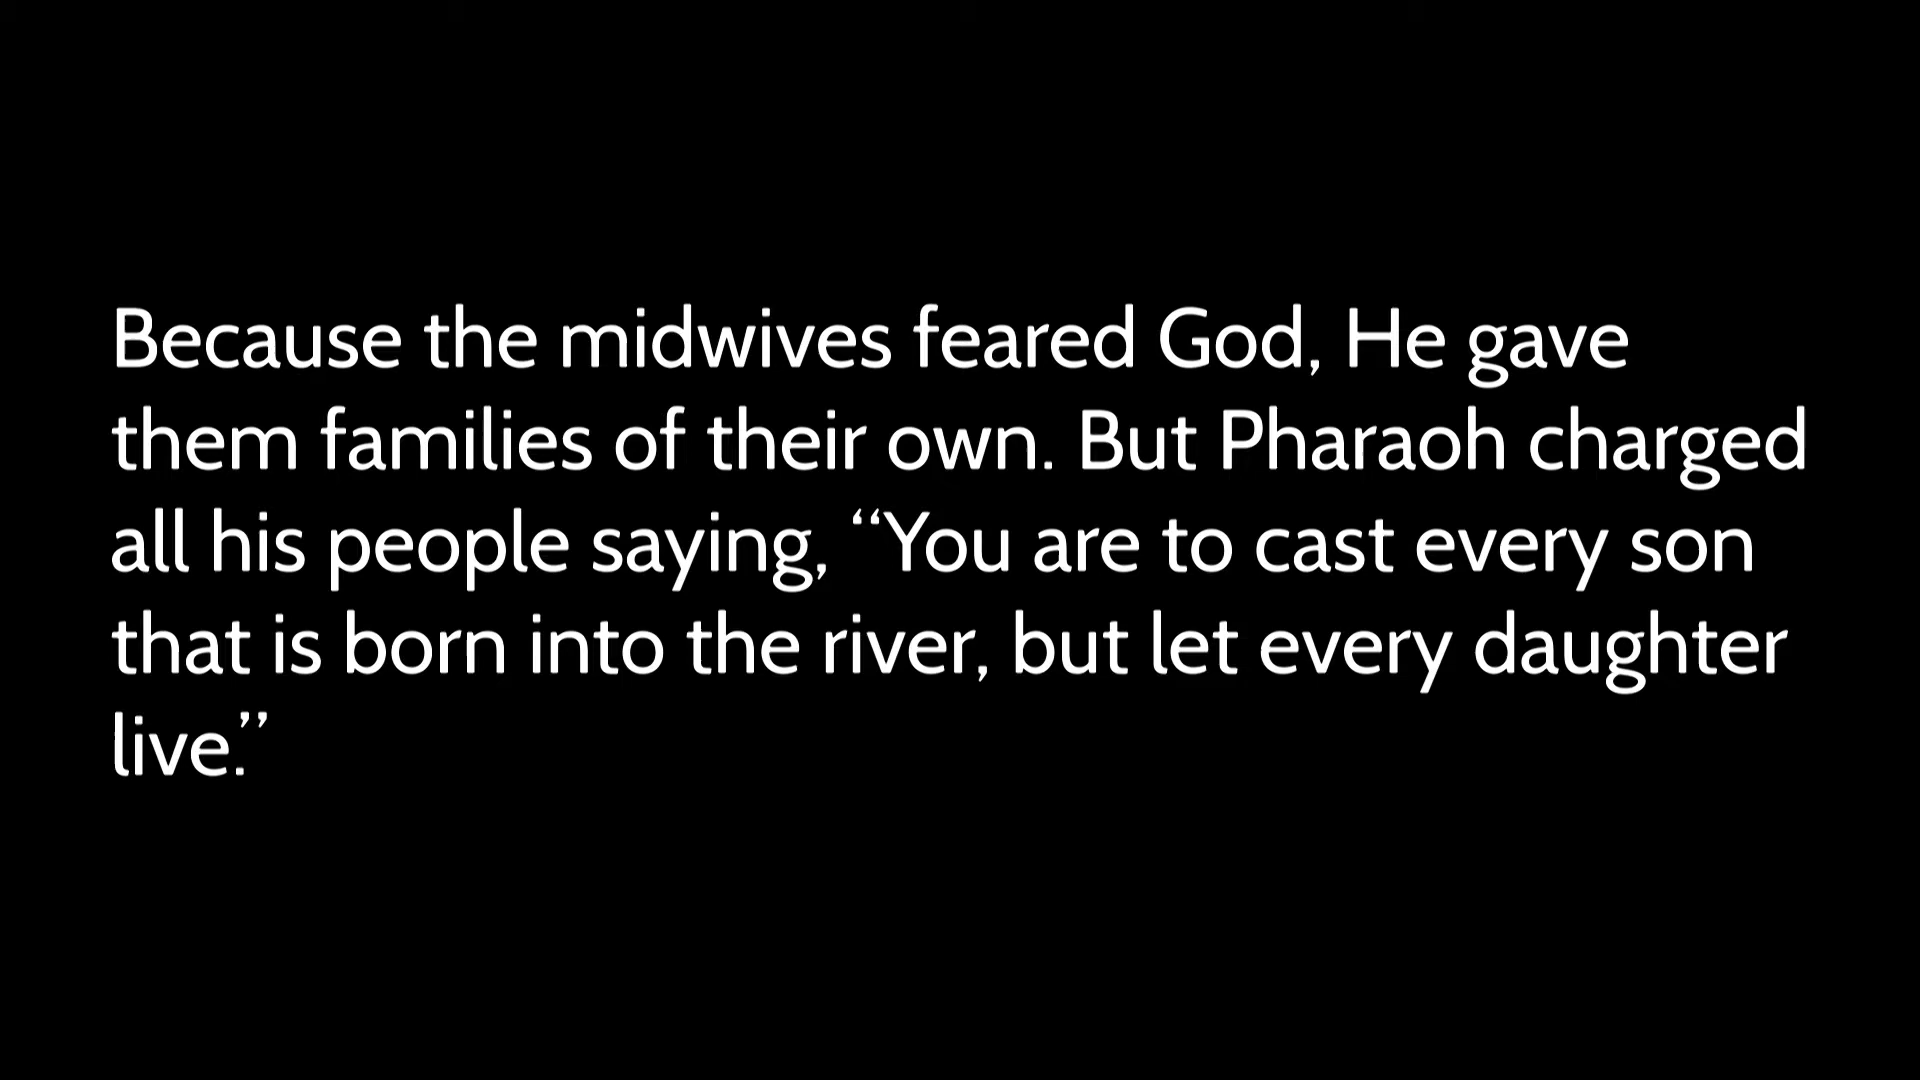 Because the midwives feared God, He gave
them families of their own. But Pharaoh charged
all his people saying, “You are to cast every son
that is born into the river, but let every daughter
live.”